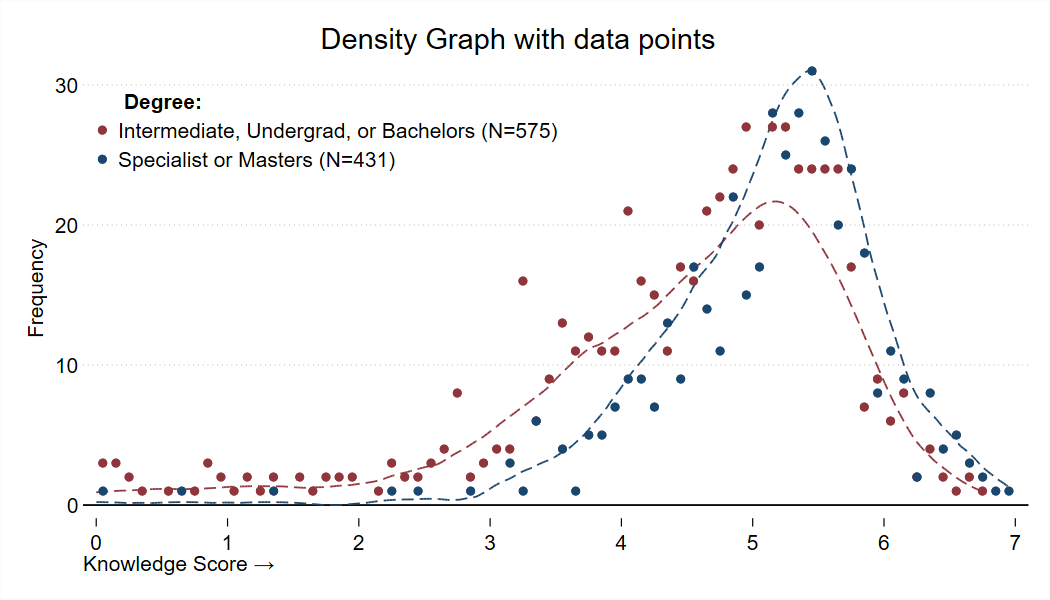 Density Graph with data points
30
20
10
0
Frequency
Degree:
Intermediate, Undergrad, or Bachelors (N=575)
Specialist or Masters (N=431)
0 1 2 3 4 5 6 7
Knowledge Score →